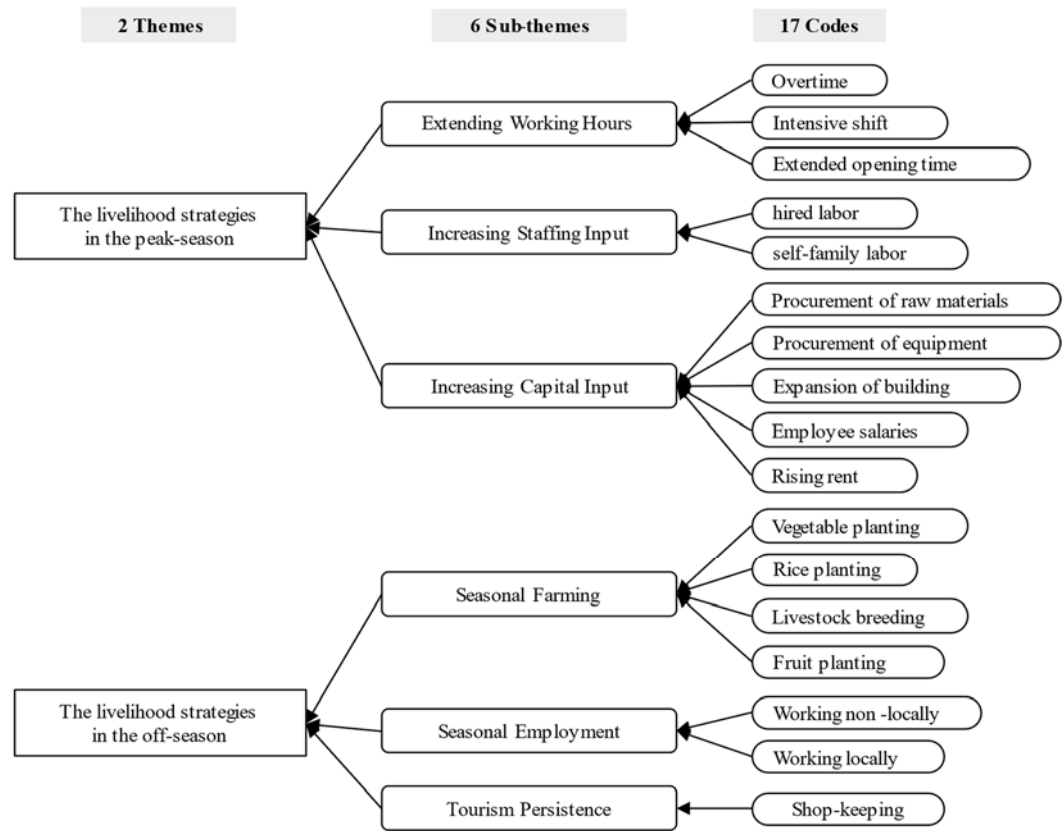 2 Themes
6 Sub-themes
17 Codes
The livelihood strategies
in the peak-season
Extending Working Hours
Overtime
Intensive shift
Extended opening time
Increasing Staffing Input
hired labor
self-family labor
Increasing Capital Input
Procurement of raw materials
Procurement of equipment
Expansion of building
Employee salaries
Rising rent
The livelihood strategies
in the off-season
Seasonal Farming
Vegetable planting
Rice planting
Livestock breeding
Fruit planting
Seasonal Employment
Working non -locally
Working locally
Tourism Persistence
Shop-keeping